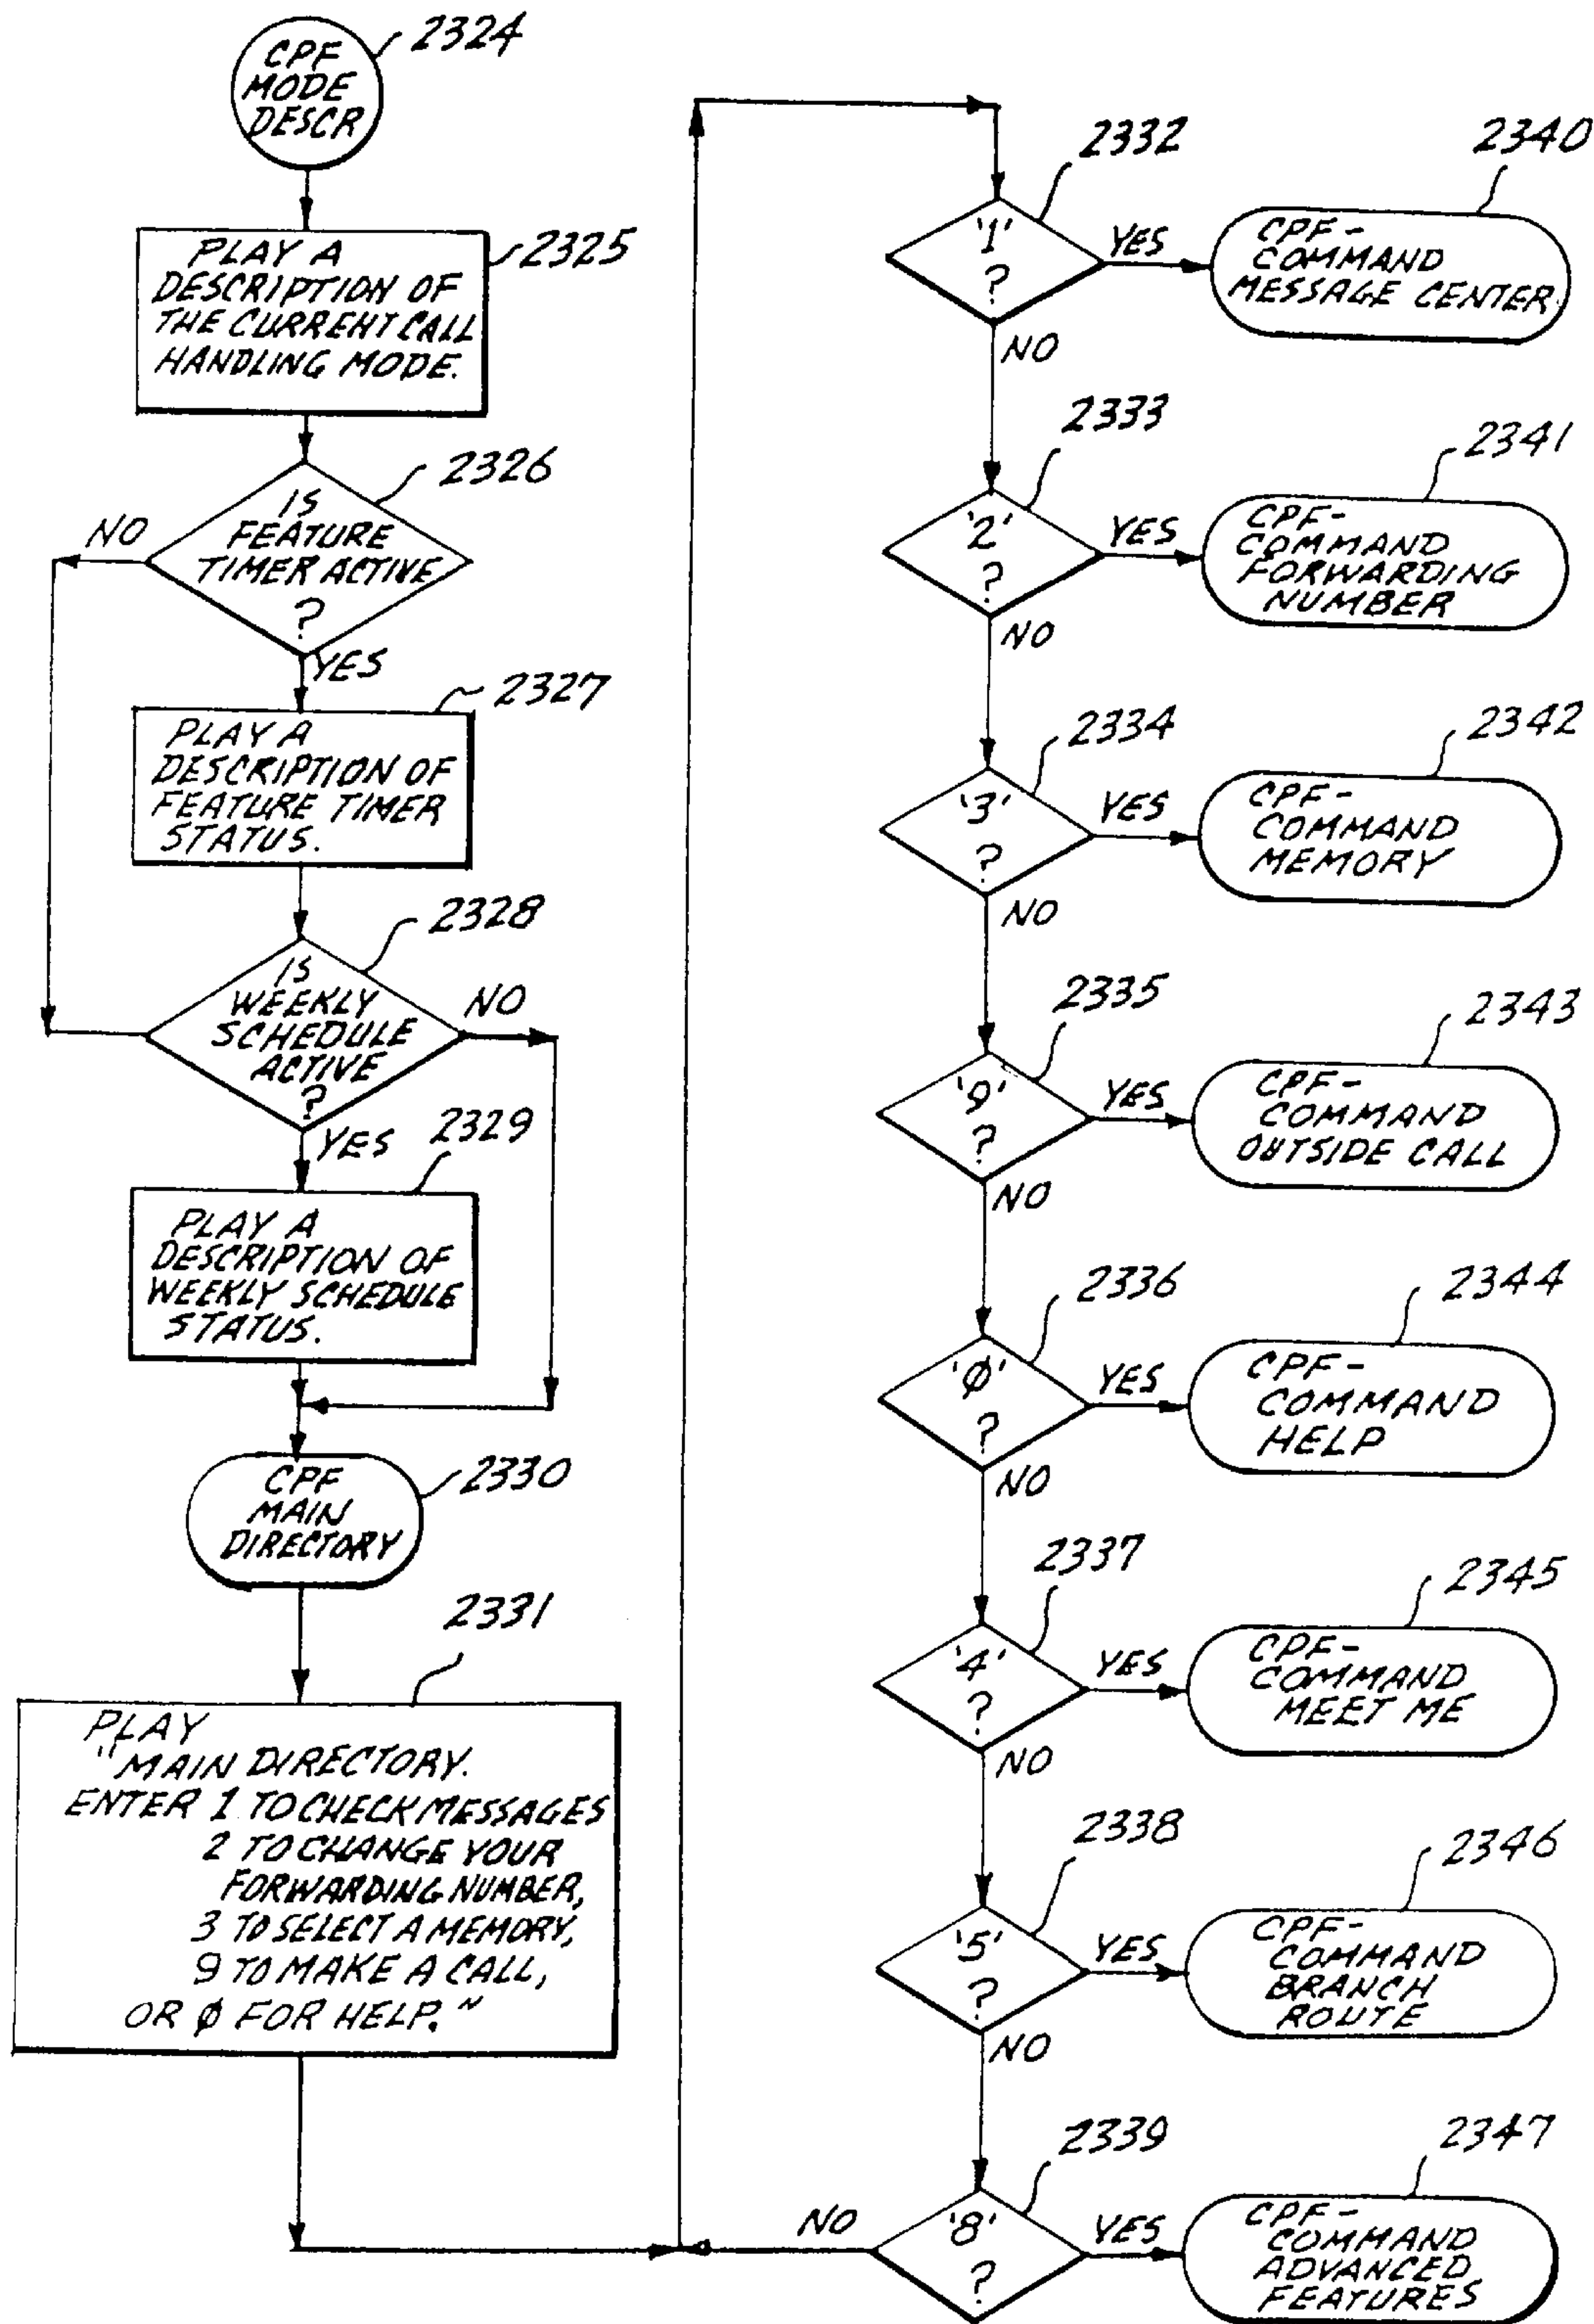 2324
CPF
MODE
DESCR
PLAY A
DESCRIPTION OF
THE CURRENT CALL
HANDLING MODE.
2325
2326
IS
FEATURE
TIMER ACTIVE
?
NO
YES
2327
PLAY A
DESCRIPTION OF
FEATURE TIMER
STATUS.
2328
IS
WEEKLY
SCHEDULE
ACTIVE
?
NO
YES
2329
PLAY A
DESCRIPTION OF
WEEKLY SCHEDULE
STATUS.
CPF
MAIN
DIRECTORY
2330
2331
PLAY
"MAIN DIRECTORY.
ENTER 1 TO CHECK MESSAGES
2 TO CHANGE YOUR
FORWARDING NUMBER,
3 TO SELECT A MEMORY,
9 TO MAKE A CALL,
OR Ø FOR HELP."
2332
'1'
?
YES
NO
2340
CPF-
COMMAND
MESSAGE CENTER
2333
'2'
?
YES
NO
2341
CPF-
COMMAND
FORWARDING
NUMBER
2334
'3'
?
YES
NO
2342
CPF-
COMMAND
MEMORY
2335
'9'
?
YES
NO
2343
CPF-
COMMAND
OUTSIDE CALL
2336
'Ø'
?
YES
NO
2344
CPF-
COMMAND
HELP
2337
'4'
?
YES
NO
2345
CPF-
COMMAND
MEET ME
2338
'5'
?
YES
NO
2346
CPF-
COMMAND
BRANCH
ROUTE
2339
'8'
?
NO
YES
2347
CPF-
COMMAND
ADVANCED
FEATURES